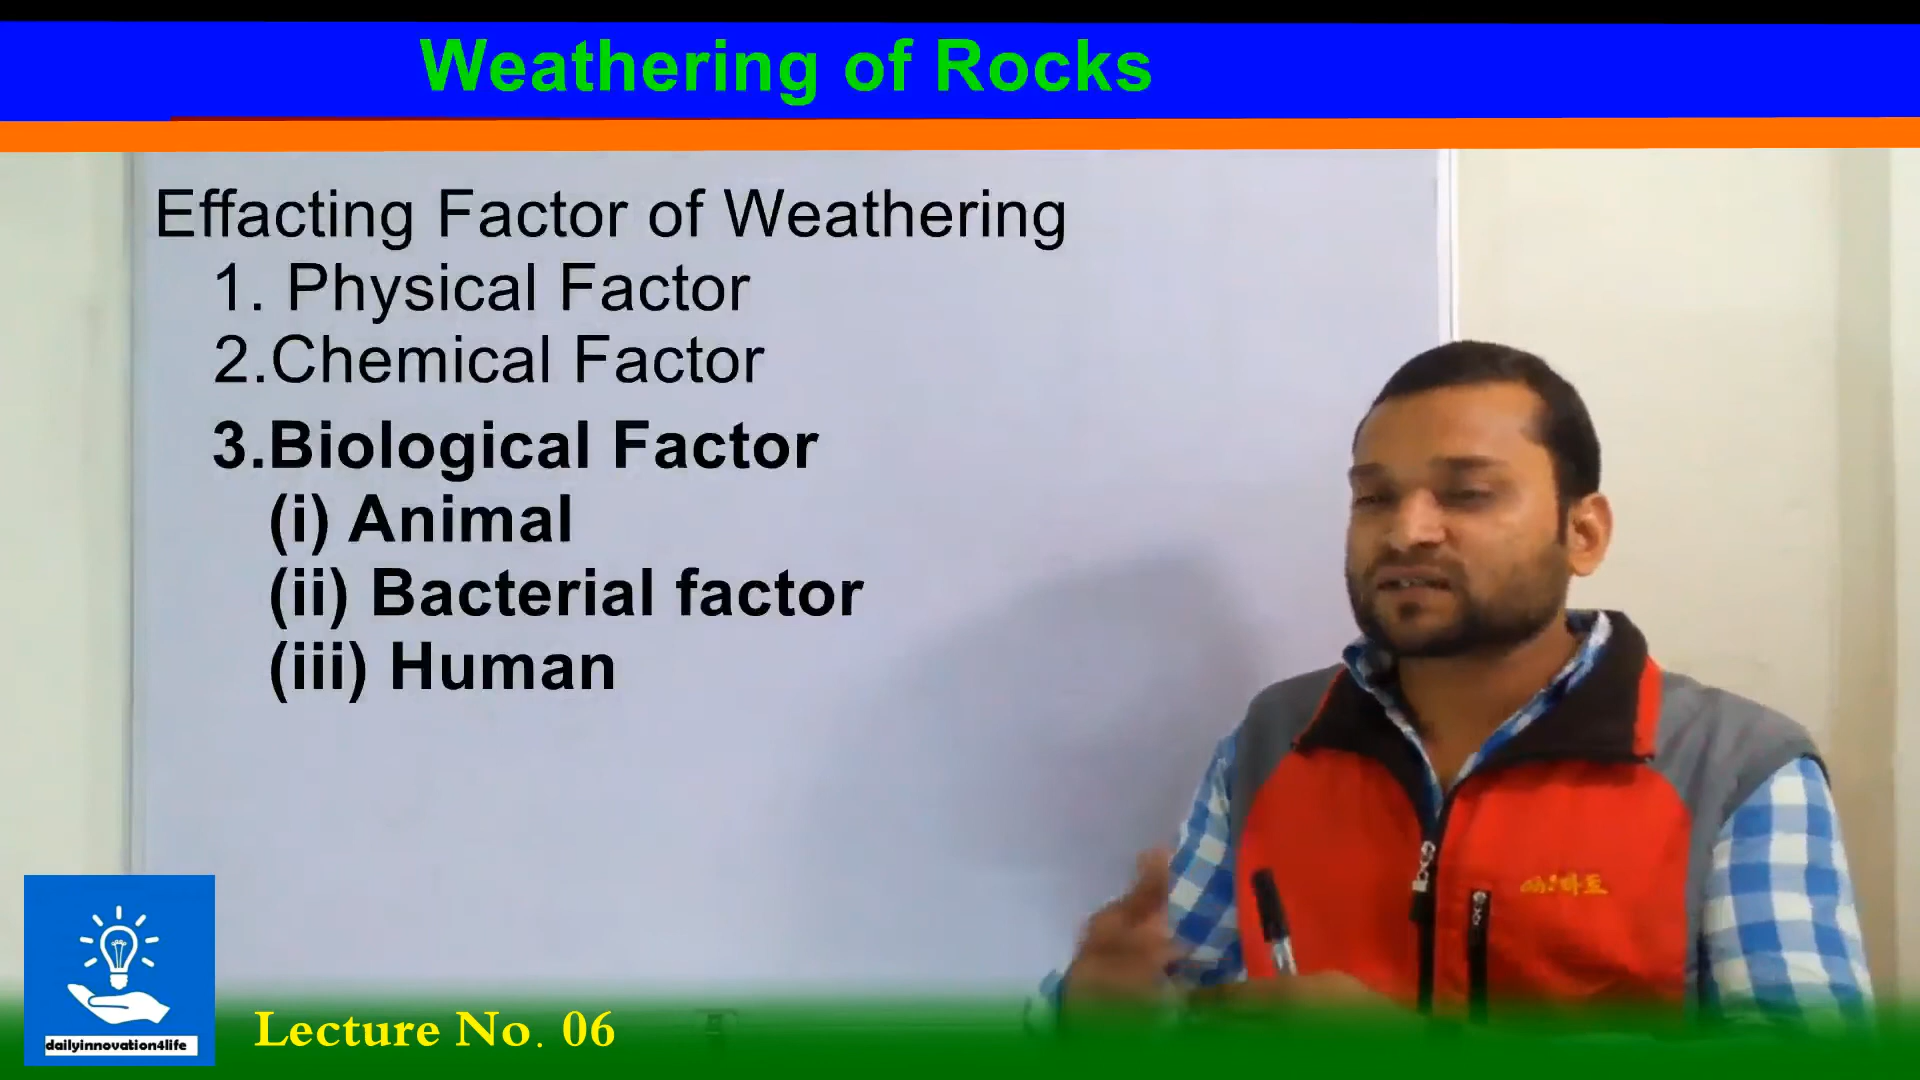 Weathering of Rocks
Effacting Factor of Weathering
1. Physical Factor
2.Chemical Factor
3.Biological Factor
(i) Animal
(ii) Bacterial factor
(iii) Human
dailyinnovation4life
Lecture No. 06